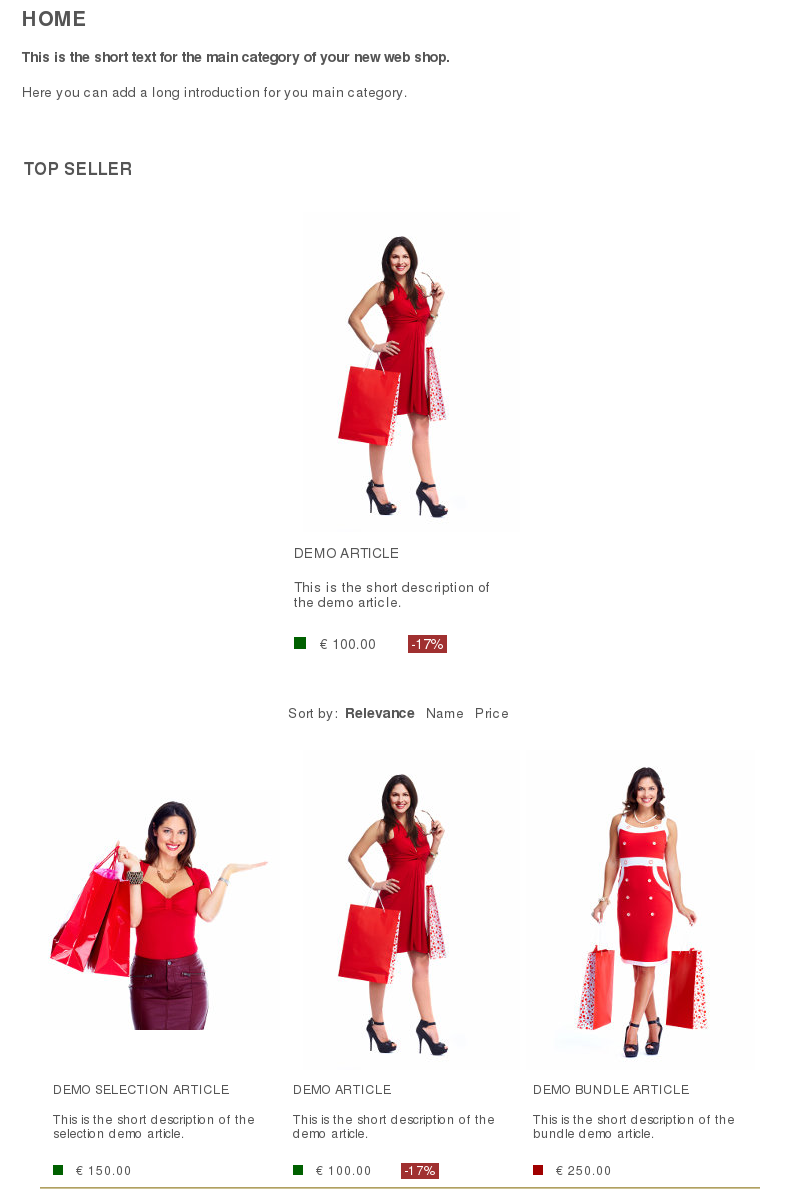 HOME
This is the short text for the main category of your new web shop.
Here you can add a long introduction for you main category.
TOP SELLER
DEMO ARTICLE
This is the short description of
the demo article.
€ 100.00 -17%
Sort by: Relevance Name Price
DEMO SELECTION ARTICLE
This is the short description of the
selection demo article.
€ 150.00
DEMO ARTICLE
This is the short description of the
demo article.
€ 100.00 -17%
DEMO BUNDLE ARTICLE
This is the short description of the
bundle demo article.
€ 250.00